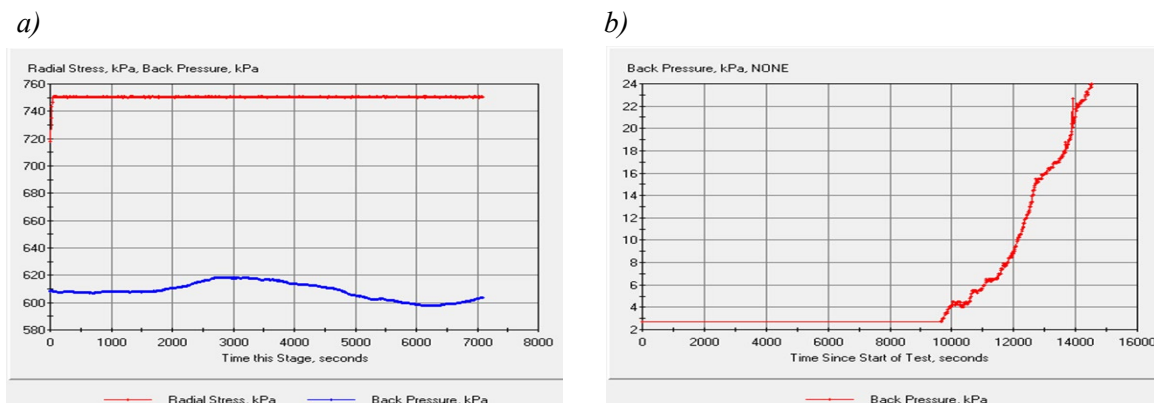 a)
b)
Radial Stress, kPa, Back Pressure, kPa
760
740
720
700
680
660
640
620
600
580
0 1000 2000 3000 4000 5000 6000 7000 8000
Time this Stage, seconds
Radial Stress, kPa Back Pressure, kPa
Back Pressure, kPa, NONE
24
22
20
18
16
14
12
10
8
6
4
2
0 2000 4000 6000 8000 10000 12000 14000 16000
Time Since Start of Test, seconds
Back Pressure, kPa